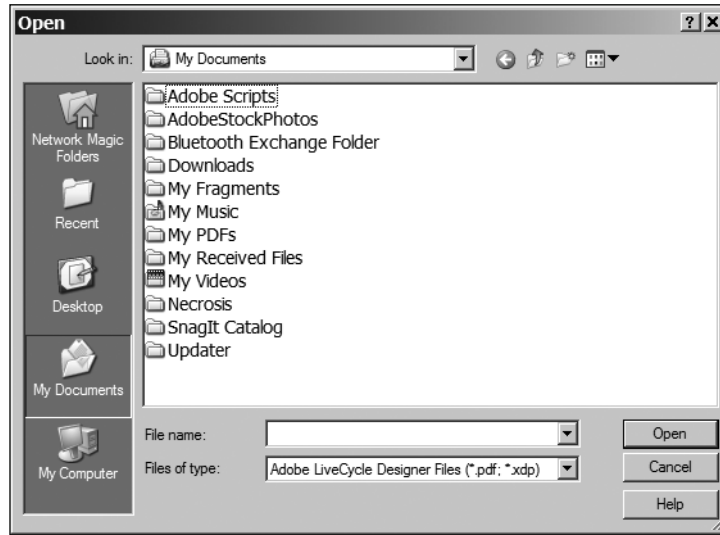 Open
Look in:
My Documents
Network Magic
Folders
Recent
Desktop
My Documents
My Computer
Adobe Scripts
AdobeStockPhotos
Bluetooth Exchange Folder
Downloads
My Fragments
My Music
My PDFs
My Received Files
My Videos
Necrosis
SnagIt Catalog
Updater
File name:
Open
Files of type:
Adobe LiveCycle Designer Files (*.pdf; *.xdp)
Cancel
Help